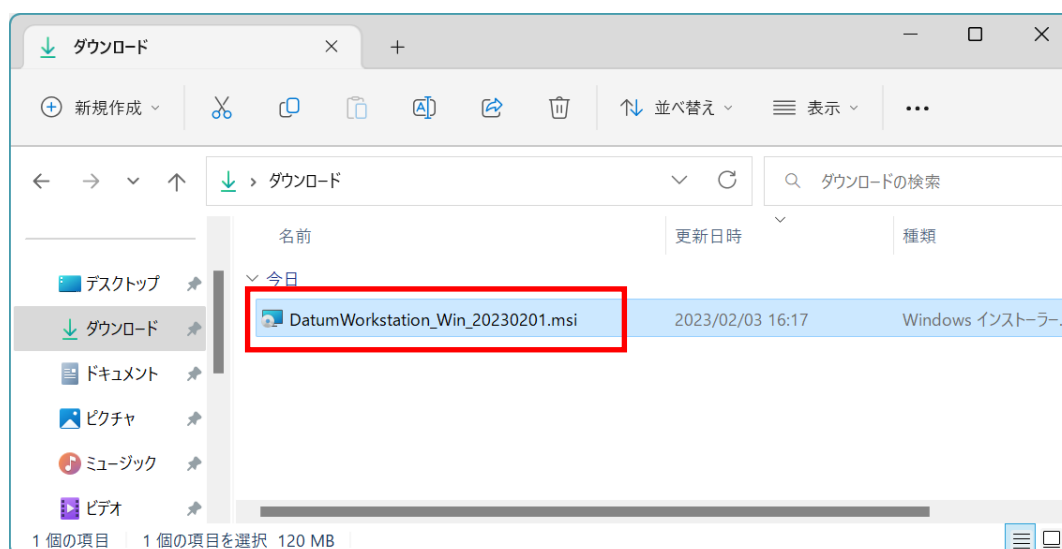 ダウンロード
新規作成
並べ替え
表示
ダウンロード
ダウンロードの検索
名前 更新日時 種類
今日
DatumWorkstation_Win_20230201.msi 2023/02/03 16:17 Windows インストーラー
デスクトップ
ダウンロード
ドキュメント
ピクチャ
ミュージック
ビデオ
1 個の項目 1 個の項目を選択 120 MB